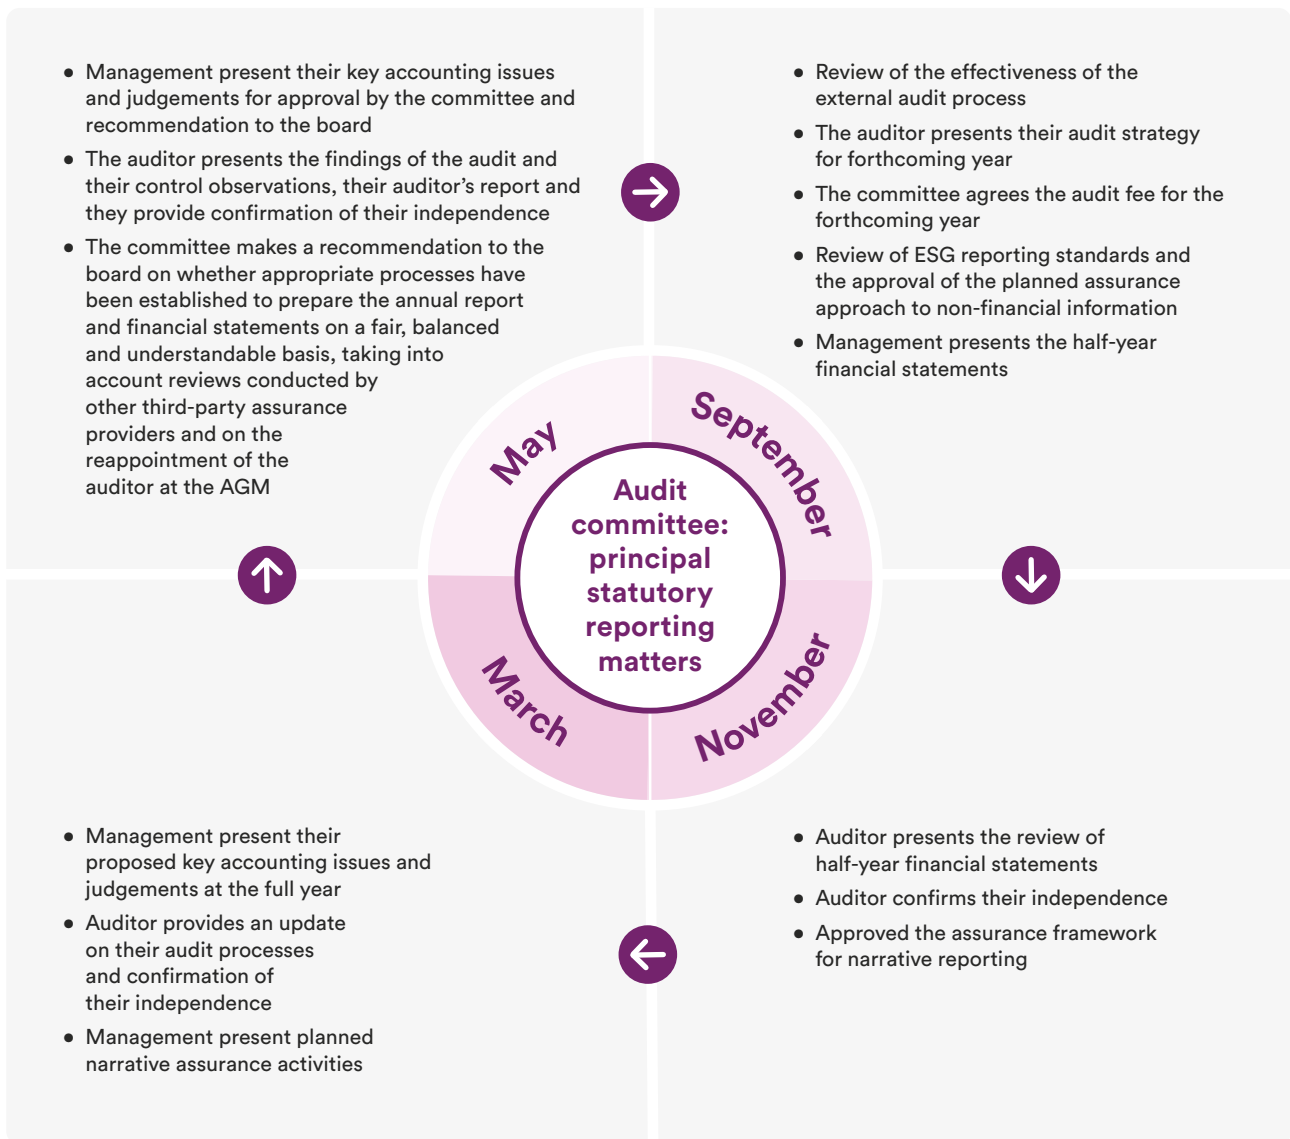 ● Management present their key accounting issues
and judgements for approval by the committee and
recommendation to the board
● The auditor presents the findings of the audit and
their control observations, their auditor’s report and
they provide confirmation of their independence
● The committee makes a recommendation to the
board on whether appropriate processes have
been established to prepare the annual report
and financial statements on a fair, balanced
and understandable basis, taking into
account reviews conducted by
other third-party assurance
providers and on the
reappointment of the
auditor at the AGM
● Review of the effectiveness of the
external audit process
● The auditor presents their audit strategy
for forthcoming year
● The committee agrees the audit fee for the
forthcoming year
● Review of ESG reporting standards and
the approval of the planned assurance
approach to non-financial information
● Management presents the half-year
financial statements
May
September
Audit
committee:
principal
statutory
reporting
matters
March
November
● Management present their
proposed key accounting issues and
judgements at the full year
● Auditor provides an update
on their audit processes
and confirmation of
their independence
● Management present planned
narrative assurance activities
● Auditor presents the review of
half-year financial statements
● Auditor confirms their independence
● Approved the assurance framework
for narrative reporting